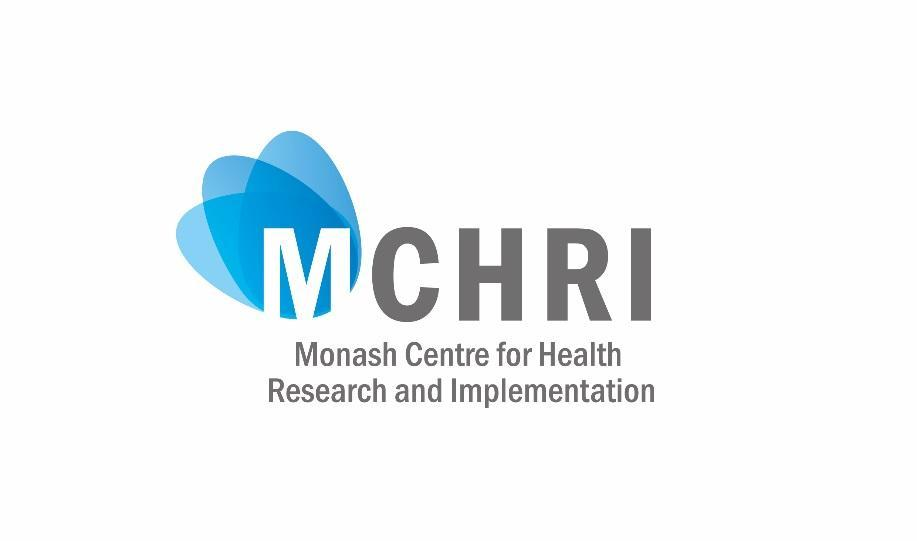 MCHRI
Monash Centre for Health
Research and Implementation